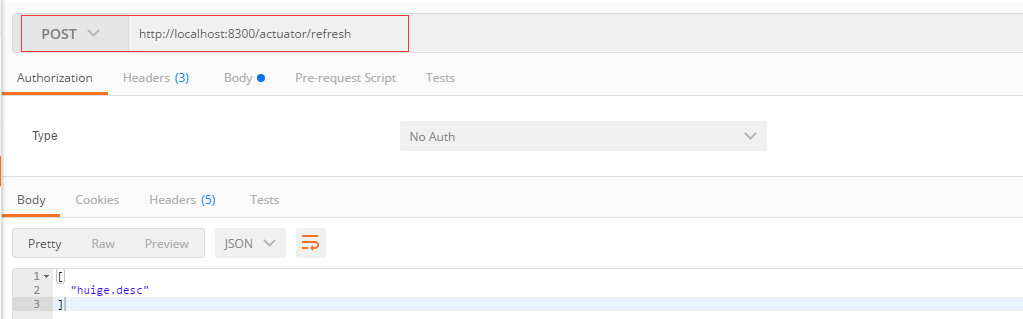 POST http://localhost:8300/actuator/refresh
Authorization Headers (3) Body Pre-request Script Tests
Type No Auth
Body Cookies Headers (5) Tests
Pretty Raw Preview JSON
1 [
2 "huige.desc"
3 ]